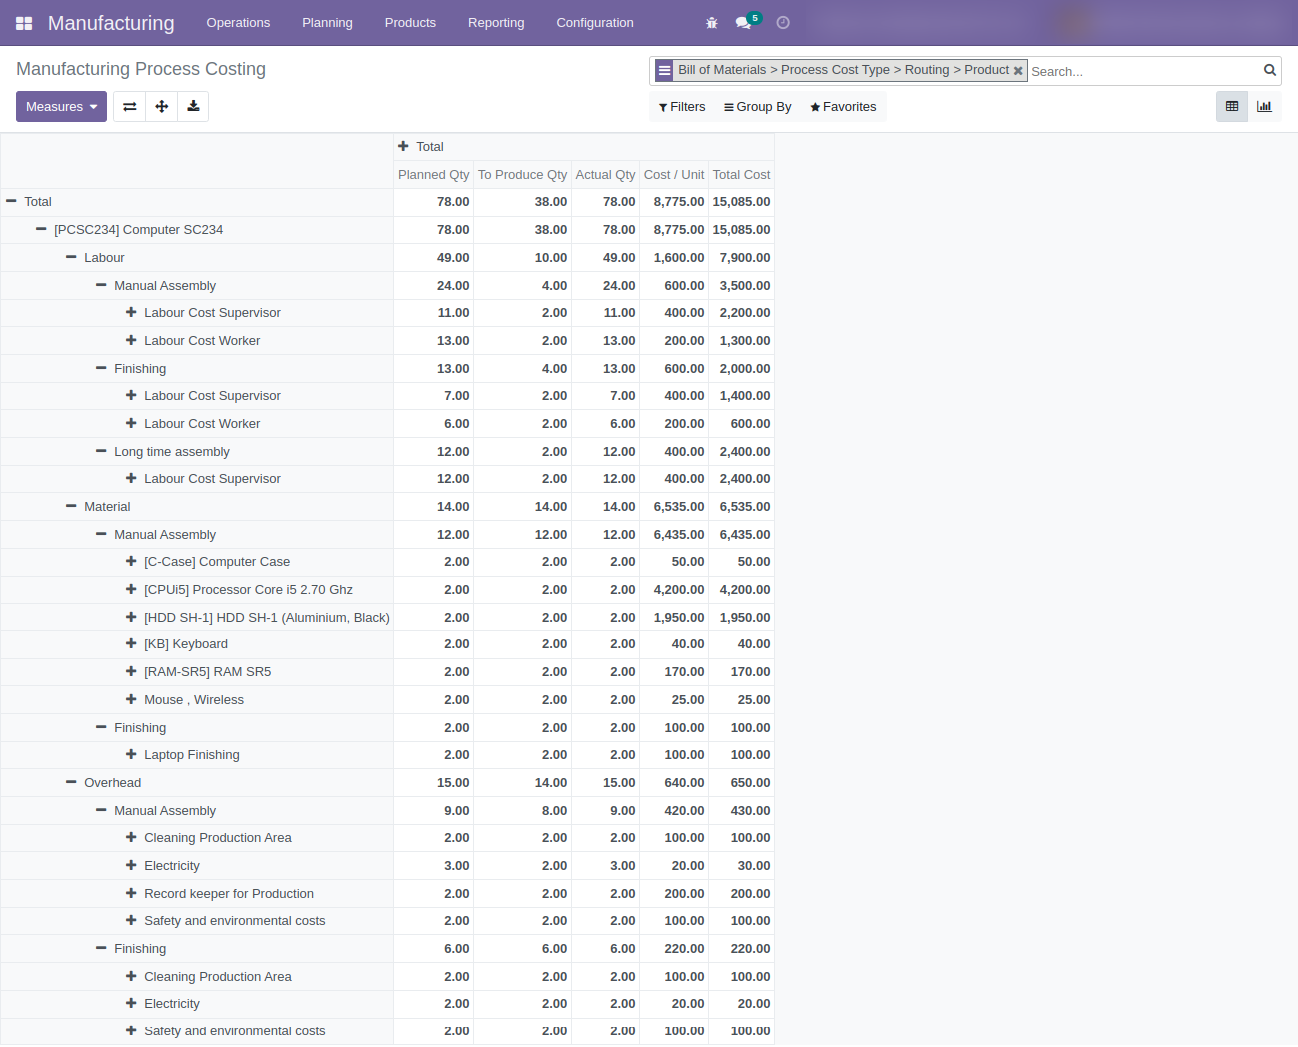 Manufacturing Operations Planning Products Reporting Configuration 5
Manufacturing Process Costing
Bill of Materials > Process Cost Type > Routing > Product Search...
Measures
Filters Group By Favorites
Total
Planned Qty To Produce Qty Actual Qty Cost / Unit Total Cost
Total 78.00 38.00 78.00 8,775.00 15,085.00
[PCSC234] Computer SC234 78.00 38.00 78.00 8,775.00 15,085.00
Labour 49.00 10.00 49.00 1,600.00 7,900.00
Manual Assembly 24.00 4.00 24.00 600.00 3,500.00
Labour Cost Supervisor 11.00 2.00 11.00 400.00 2,200.00
Labour Cost Worker 13.00 2.00 13.00 200.00 1,300.00
Finishing 13.00 4.00 13.00 600.00 2,000.00
Labour Cost Supervisor 7.00 2.00 7.00 400.00 1,400.00
Labour Cost Worker 6.00 2.00 6.00 200.00 600.00
Long time assembly 12.00 2.00 12.00 400.00 2,400.00
Labour Cost Supervisor 12.00 2.00 12.00 400.00 2,400.00
Material 14.00 14.00 14.00 6,535.00 6,535.00
Manual Assembly 12.00 12.00 12.00 6,435.00 6,435.00
[C-Case] Computer Case 2.00 2.00 2.00 50.00 50.00
[CPUi5] Processor Core i5 2.70 Ghz 2.00 2.00 2.00 4,200.00 4,200.00
[HDD SH-1] HDD SH-1 (Aluminium, Black) 2.00 2.00 2.00 1,950.00 1,950.00
[KB] Keyboard 2.00 2.00 2.00 40.00 40.00
[RAM-SR5] RAM SR5 2.00 2.00 2.00 170.00 170.00
Mouse , Wireless 2.00 2.00 2.00 25.00 25.00
Finishing 2.00 2.00 2.00 100.00 100.00
Laptop Finishing 2.00 2.00 2.00 100.00 100.00
Overhead 15.00 14.00 15.00 640.00 650.00
Manual Assembly 9.00 8.00 9.00 420.00 430.00
Cleaning Production Area 2.00 2.00 2.00 100.00 100.00
Electricity 3.00 2.00 3.00 20.00 30.00
Record keeper for Production 2.00 2.00 2.00 200.00 200.00
Safety and environmental costs 2.00 2.00 2.00 100.00 100.00
Finishing 6.00 6.00 6.00 220.00 220.00
Cleaning Production Area 2.00 2.00 2.00 100.00 100.00
Electricity 2.00 2.00 2.00 20.00 20.00
Safety and environmental costs 2.00 2.00 2.00 100.00 100.00